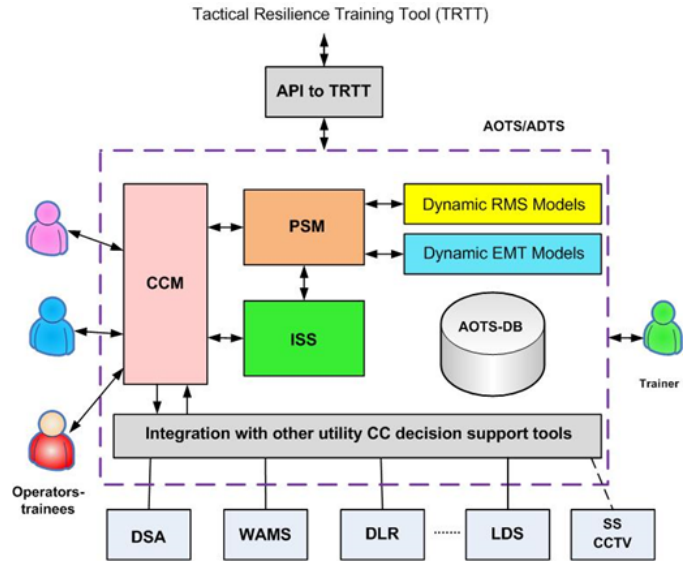 Tactical Resilience Training Tool (TRTT)
API to TRTT
AOTS/ADTS
CCM
PSM
Dynamic RMS Models
Dynamic EMT Models
ISS
AOTS-DB
Trainer
Integration with other utility CC decision support tools
Operators-
trainees
DSA
WAMS
DLR
LDS
SS
CCTV